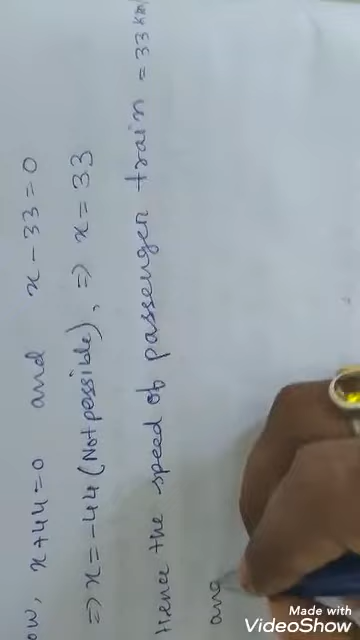 ow, x+44=0 and x-33=0
⇒ x=-44 (Not possible), ⇒ x=33
Hence the speed of passenger train = 33 km/
and
Made with
VideoShow